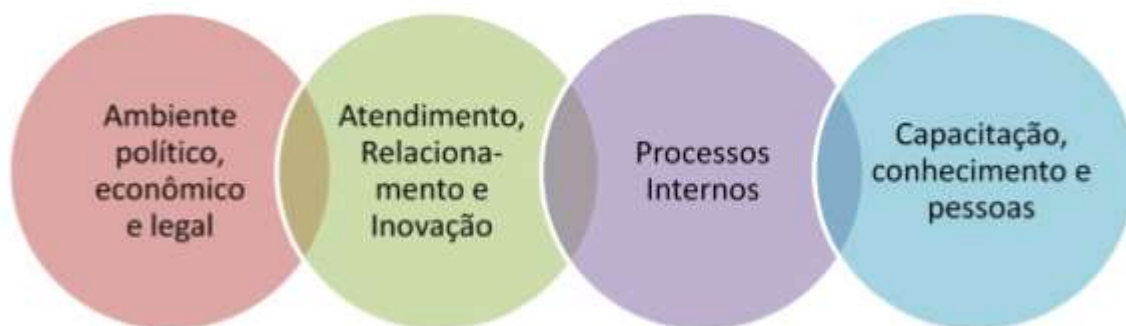 Ambiente
político,
econômico
e legal
Atendimento,
Relaciona-
mento e
Inovação
Processos
Internos
Capacitação,
conhecimento e
pessoas